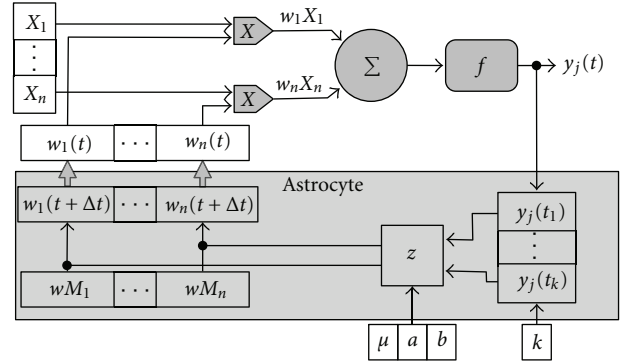 X₁
⋮
Xₙ
X
w₁X₁
X
wₙXₙ
Σ
f
yⱼ(t)
w₁(t) ··· wₙ(t)
Astrocyte
w₁(t + Δt) ··· wₙ(t + Δt)
wM₁ ··· wMₙ
z
yⱼ(t₁)
⋮
yⱼ(tₖ)
μ a b
k